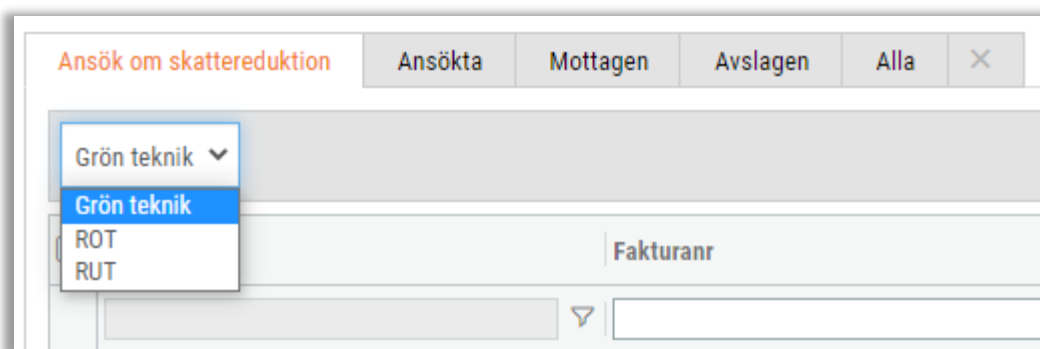 Ansök om skattereduktion Ansökta Mottagen Avslagen Alla
Grön teknik
Grön teknik
ROT
RUT
Fakturanr